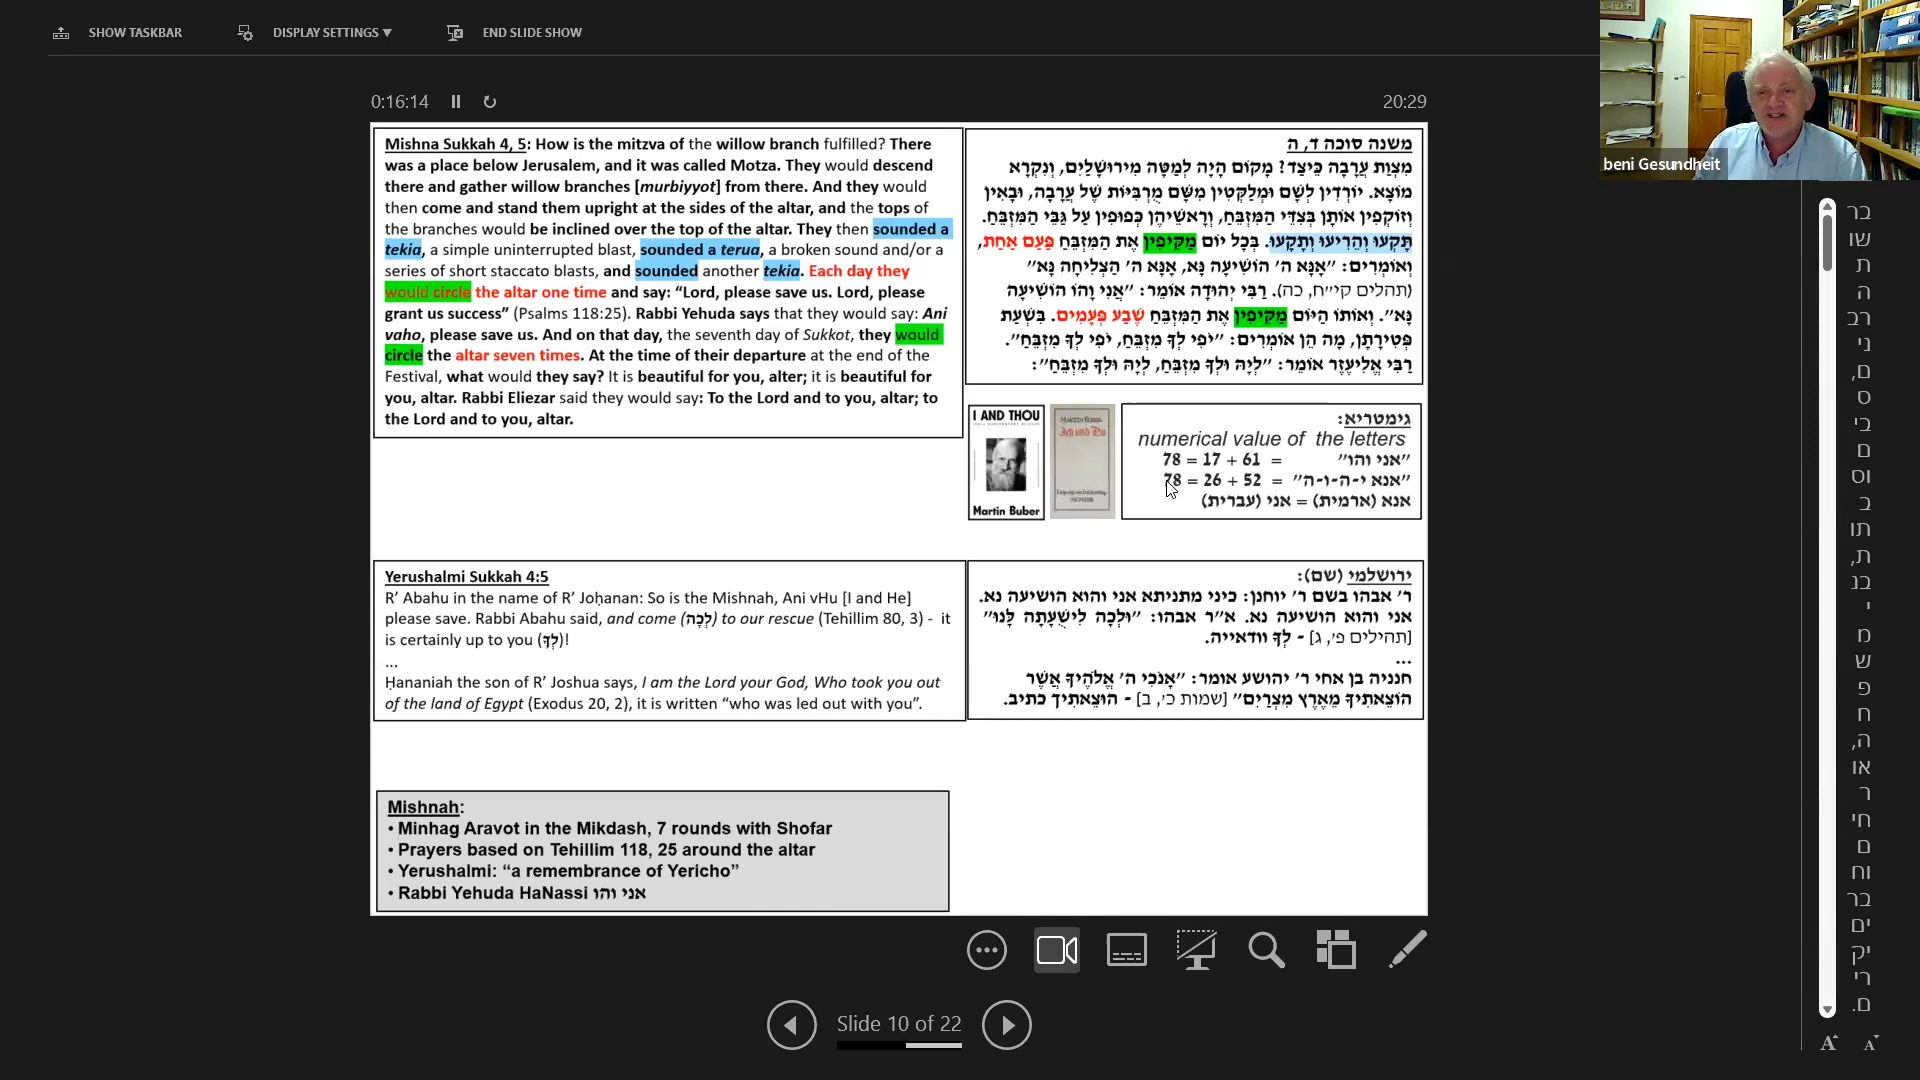 SHOW TASKBAR
DISPLAY SETTINGS ▼
END SLIDE SHOW
beni Gesundheit
0:16:14
20:29
Mishna Sukkah 4, 5: How is the mitzva of the willow branch fulfilled? There
was a place below Jerusalem, and it was called Motza. They would descend
there and gather willow branches [murbiyyot] from there. And they would
then come and stand them upright at the sides of the altar, and the tops of
the branches would be inclined over the top of the altar. They then sounded a
tekia, a simple uninterrupted blast, sounded a terua, a broken sound and/or a
series of short staccato blasts, and sounded another tekia. Each day they
would circle the altar one time and say: “Lord, please save us. Lord, please
grant us success” (Psalms 118:25). Rabbi Yehuda says that they would say: Ani
vaho, please save us. And on that day, the seventh day of Sukkot, they would
circle the altar seven times. At the time of their departure at the end of the
Festival, what would they say? It is beautiful for you, alter; it is beautiful for
you, altar. Rabbi Eliezar said they would say: To the Lord and to you, altar; to
the Lord and to you, altar.
משנה סוכה ד, ה
מִצְוַת עֲרָבָה כֵּיצַד? מָקוֹם הָיָה לְמַטָּה מִירוּשָׁלַיִם, וְנִקְרָא
מוֹצָא. יוֹרְדִין לְשָׁם וּמְלַקְּטִין מִשָּׁם מֻרְבִּיּוֹת שֶׁל עֲרָבָה, וּבָאִין
וְזוֹקְפִין אוֹתָן בְּצִדֵּי הַמִּזְבֵּחַ, וְרָאשֵׁיהֶן כְּפוּפִין עַל גַּבֵּי הַמִּזְבֵּחַ.
תָּקְעוּ וְהֵרִיעוּ וְתָקָעוּ. בְּכָל יוֹם מַקִּיפִין אֶת הַמִּזְבֵּחַ פַּעַם אַחַת,
וְאוֹמְרִים: ״אָנָּא ה׳ הוֹשִׁיעָה נָּא, אָנָּא ה׳ הַצְלִיחָה נָּא״
(תהלים קי״ח, כה). רַבִּי יְהוּדָה אוֹמֵר: ״אֲנִי וָהוֹ הוֹשִׁיעָה
נָּא״. וְאוֹתוֹ הַיּוֹם מַקִּיפִין אֶת הַמִּזְבֵּחַ שֶׁבַע פְּעָמִים. בִּשְׁעַת
פְּטִירָתָן, מָה הֵן אוֹמְרִים: ״יֹפִי לְךָ מִזְבֵּחַ, יֹפִי לְךָ מִזְבֵּחַ״.
רַבִּי אֱלִיעֶזֶר אוֹמֵר: ״לְיָהּ וּלְךָ מִזְבֵּחַ, לְיָהּ וּלְךָ מִזְבֵּחַ״:
I AND THOU
Martin Buber
MARTIN BUBER
Ich und Du
גימטריא:
numerical value of the letters
״אני והו״ = 61 + 17 = 78
״אנא י-ה-ו-ה״ = 52 + 26 = 78
אנא (ארמית) = אני (עברית)
Yerushalmi Sukkah 4:5
R’ Abahu in the name of R’ Joḥanan: So is the Mishnah, Ani vHu [I and He]
please save. Rabbi Abahu said, and come (לְכָה) to our rescue (Tehillim 80, 3) - it
is certainly up to you (לְךָ)!
...
Ḥananiah the son of R’ Joshua says, I am the Lord your God, Who took you out
of the land of Egypt (Exodus 20, 2), it is written “who was led out with you”.
ירושלמי (שם):
ר׳ אבהו בשם ר׳ יוחנן: כיני מתניתא אני והוא הושיעה נא.
אני והוא הושיעה נא. א״ר אבהו: ״וּלְכָה לִישֻׁעָתָה לָּנוּ״
[תהילים פ׳, ג] - לְךָ וודאייה.
...
חנניה בן אחי ר׳ יהושע אומר: ״אָנֹכִי ה׳ אֱלֹהֶיךָ אֲשֶׁר
הוֹצֵאתִיךָ מֵאֶרֶץ מִצְרַיִם״ [שמות כ׳, ב] - הוּצֵאתִיךָ כתיב.
Mishnah:
• Minhag Aravot in the Mikdash, 7 rounds with Shofar
• Prayers based on Tehillim 118, 25 around the altar
• Yerushalmi: “a remembrance of Yericho”
• Rabbi Yehuda HaNassi אני והו
Slide 10 of 22
בר
שו
ת
ה
רב
ני
ם,
ס
בי
ם
וס
ב
תו
ת,
בנ
י
מ
ש
פ
ח
ה,
או
ר
חי
ם
וח
בר
ים
יק
רי
ם.
A
A